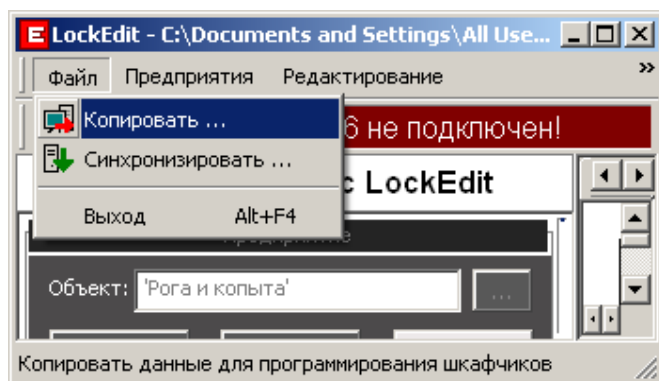 LockEdit - C:\Documents and Settings\All Use...
Файл Предприятия Редактирование »
Копировать ...
6 не подключен!
Синхронизировать ...
с LockEdit
Выход Alt+F4
Объект: 'Рога и копыта' ...
Копировать данные для программирования шкафчиков